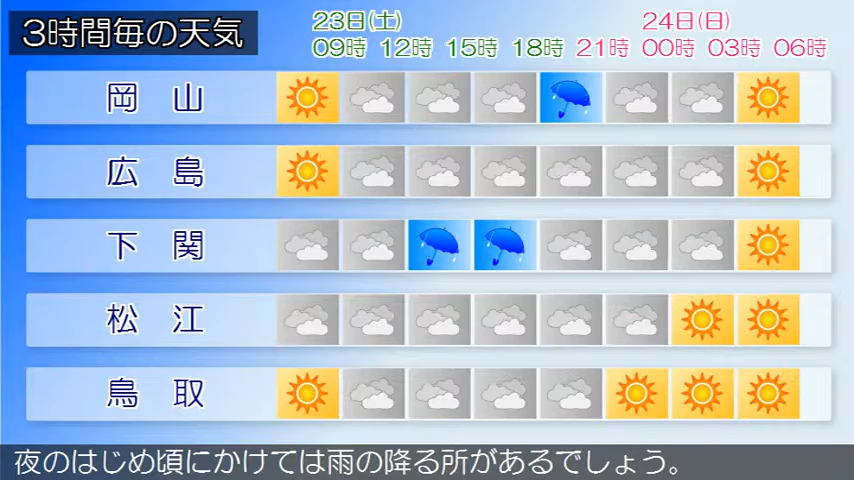 3時間毎の天気
23日(土) 24日(日)
09時 12時 15時 18時 21時 00時 03時 06時
岡 山
広 島
下 関
松 江
鳥 取
夜のはじめ頃にかけては雨の降る所があるでしょう。